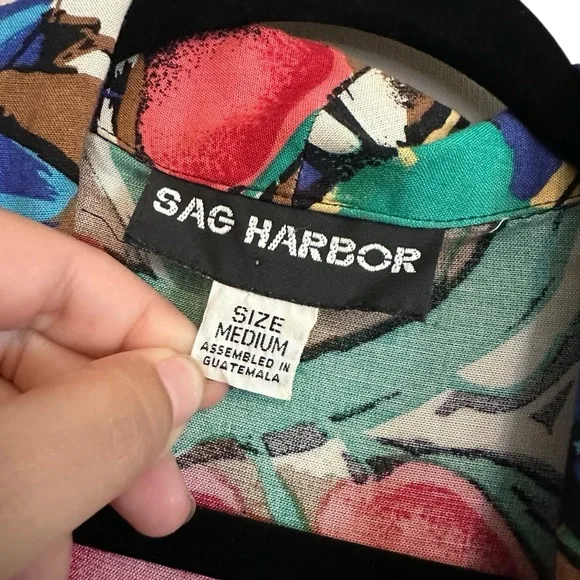 SAG HARBOR
SIZE
MEDIUM
ASSEMBLED IN
GUATEMALA